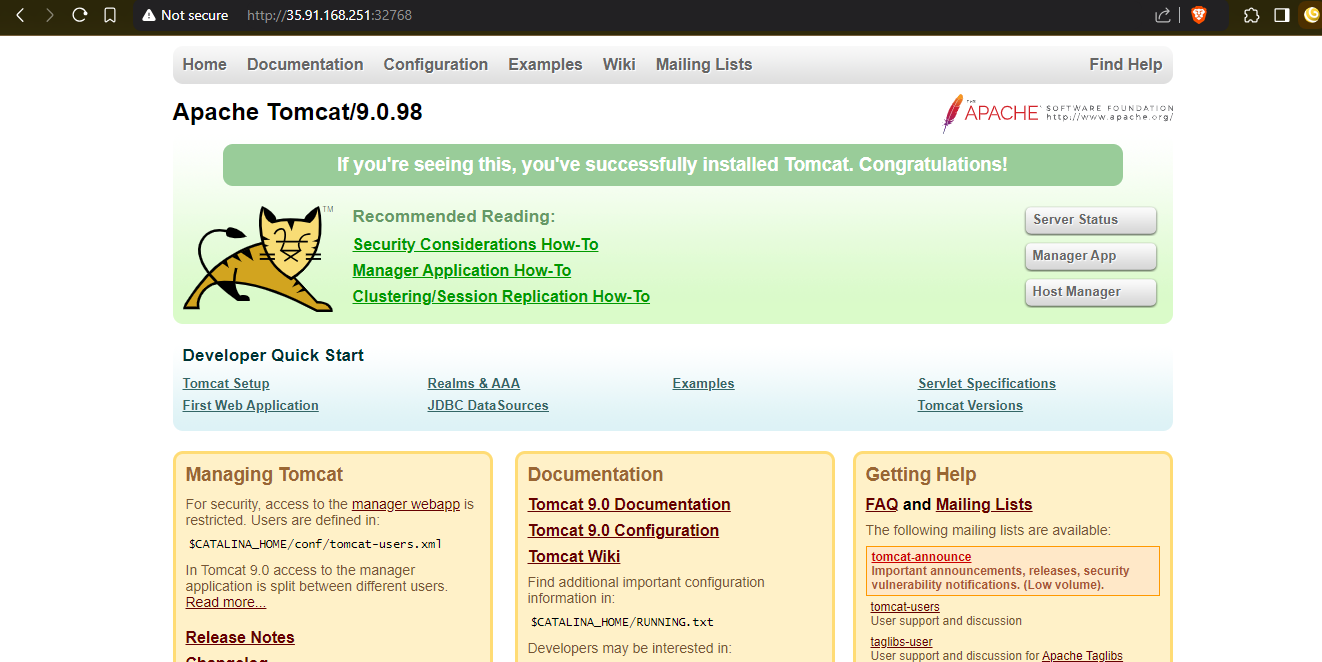 Not secure http://35.91.168.251:32768
Home Documentation Configuration Examples Wiki Mailing Lists Find Help
Apache Tomcat/9.0.98
THE
APACHE SOFTWARE FOUNDATION
http://www.apache.org/
If you're seeing this, you've successfully installed Tomcat. Congratulations!
TM
Recommended Reading:
Security Considerations How-To
Manager Application How-To
Clustering/Session Replication How-To
Server Status
Manager App
Host Manager
Developer Quick Start
Tomcat Setup
First Web Application
Realms & AAA
JDBC DataSources
Examples
Servlet Specifications
Tomcat Versions
Managing Tomcat
For security, access to the manager webapp is
restricted. Users are defined in:
$CATALINA_HOME/conf/tomcat-users.xml
In Tomcat 9.0 access to the manager
application is split between different users.
Read more...
Release Notes
Changelog
Documentation
Tomcat 9.0 Documentation
Tomcat 9.0 Configuration
Tomcat Wiki
Find additional important configuration
information in:
$CATALINA_HOME/RUNNING.txt
Developers may be interested in:
Getting Help
FAQ and Mailing Lists
The following mailing lists are available:
tomcat-announce
Important announcements, releases, security
vulnerability notifications. (Low volume).
tomcat-users
User support and discussion
taglibs-user
User support and discussion for Apache Taglibs